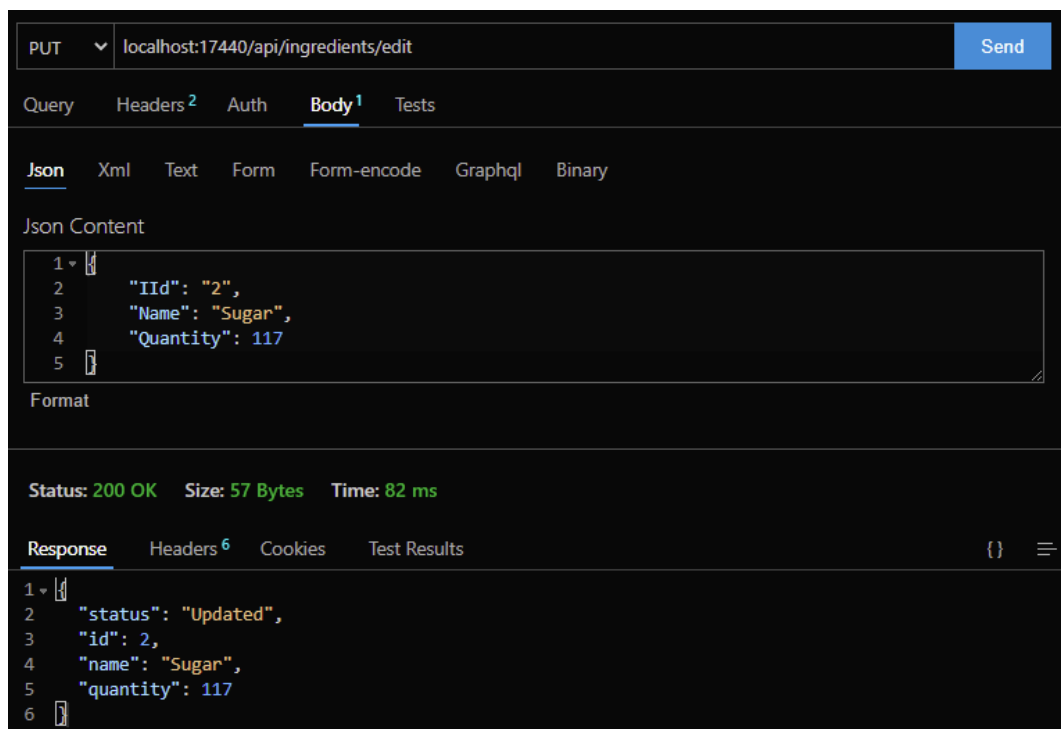 PUT localhost:17440/api/ingredients/edit Send
Query Headers 2 Auth Body 1 Tests
Json Xml Text Form Form-encode Graphql Binary
Json Content
1 {
2 "IId": "2",
3 "Name": "Sugar",
4 "Quantity": 117
5 }
Format
Status: 200 OK Size: 57 Bytes Time: 82 ms
Response Headers 6 Cookies Test Results {}
1 {
2 "status": "Updated",
3 "id": 2,
4 "name": "Sugar",
5 "quantity": 117
6 }